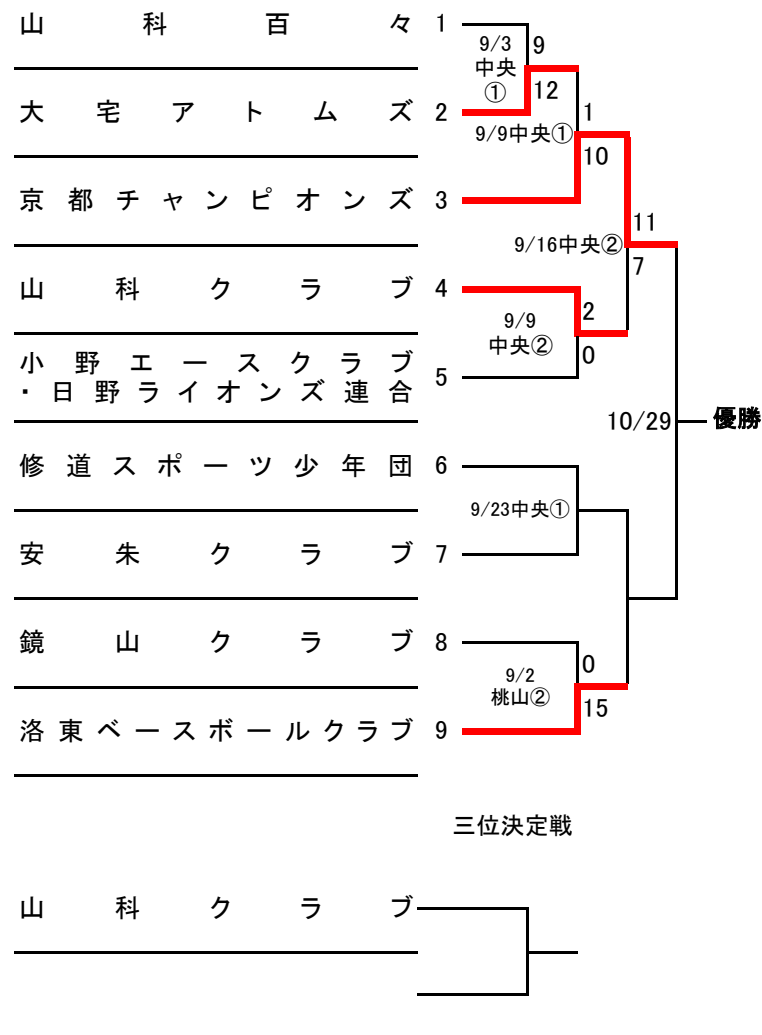 山科百々 1
9/3
中央
①
9
12
大宅アトムズ 2
9/9中央①
1
10
京都チャンピオンズ 3
11
9/16中央②
7
山科クラブ 4
9/9
中央②
2
0
小野エースクラブ
・日野ライオンズ連合
5
10/29
優勝
修道スポーツ少年団 6
9/23中央①
安朱クラブ 7
鏡山クラブ 8
9/2
桃山②
0
15
洛東ベースボールクラブ 9
三位決定戦
山科クラブ